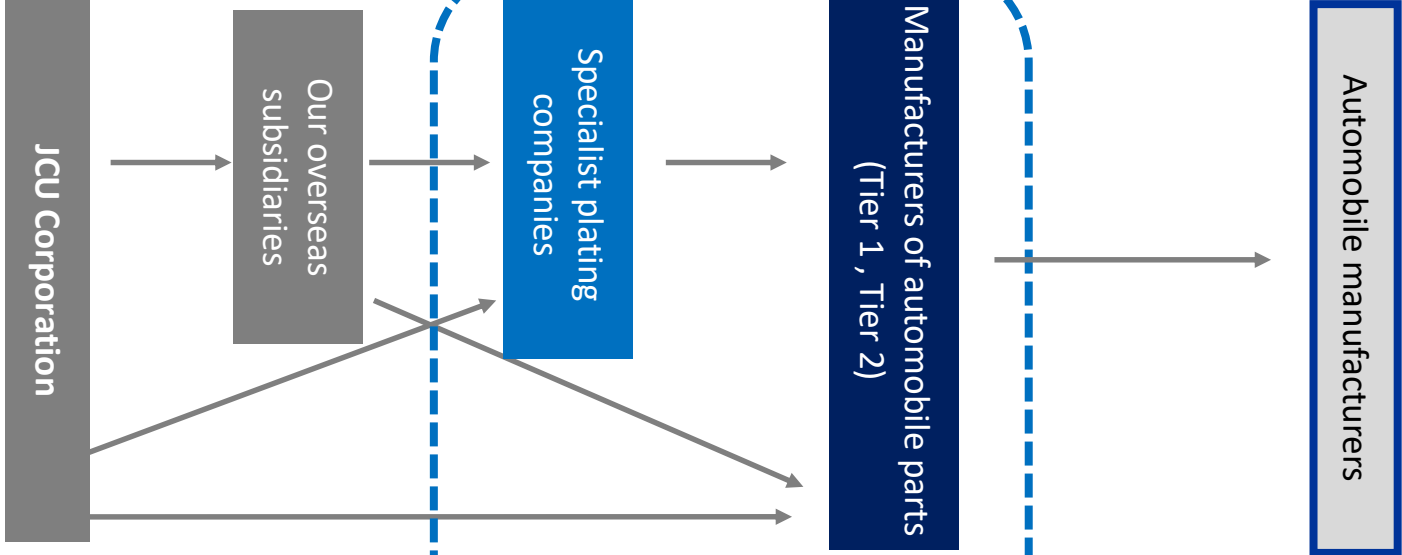 JCU Corporation
Our overseas
subsidiaries
Specialist plating
companies
Manufacturers of automobile parts
(Tier 1 , Tier 2)
Automobile manufacturers